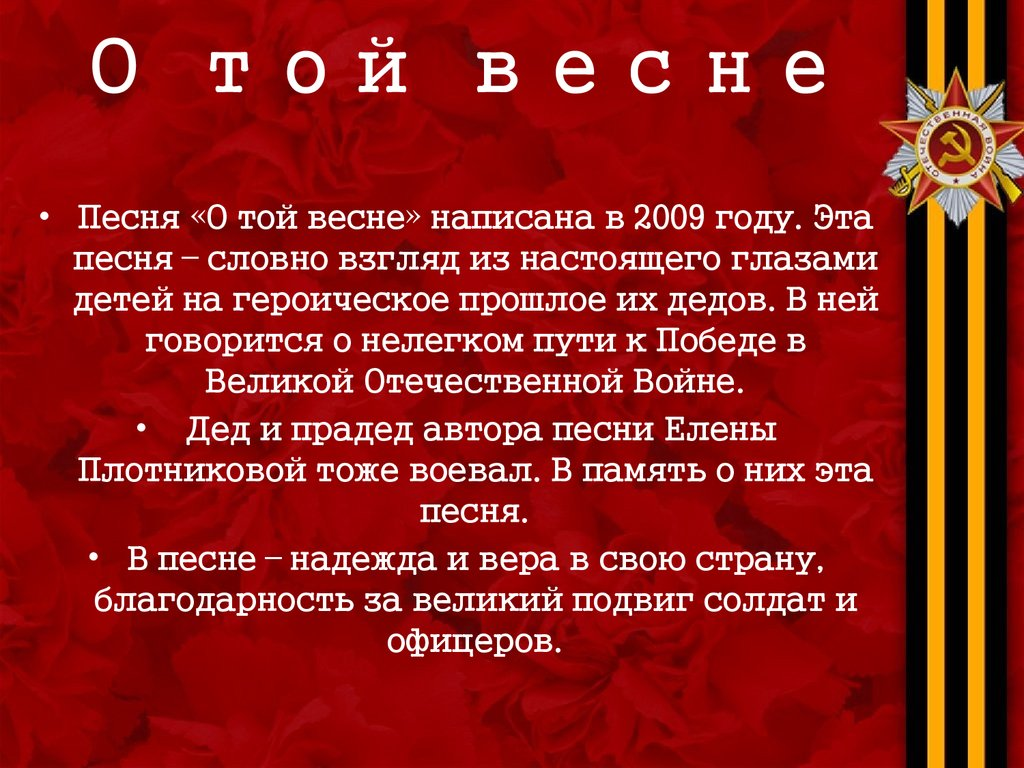 О той весне
• Песня «О той весне» написана в 2009 году. Эта
песня – словно взгляд из настоящего глазами
детей на героическое прошлое их дедов. В ней
говорится о нелегком пути к Победе в
Великой Отечественной Войне.
• Дед и прадед автора песни Елены
Плотниковой тоже воевал. В память о них эта
песня.
• В песне – надежда и вера в свою страну,
благодарность за великий подвиг солдат и
офицеров.
ОТЕЧЕСТВЕННАЯ ВОЙНА